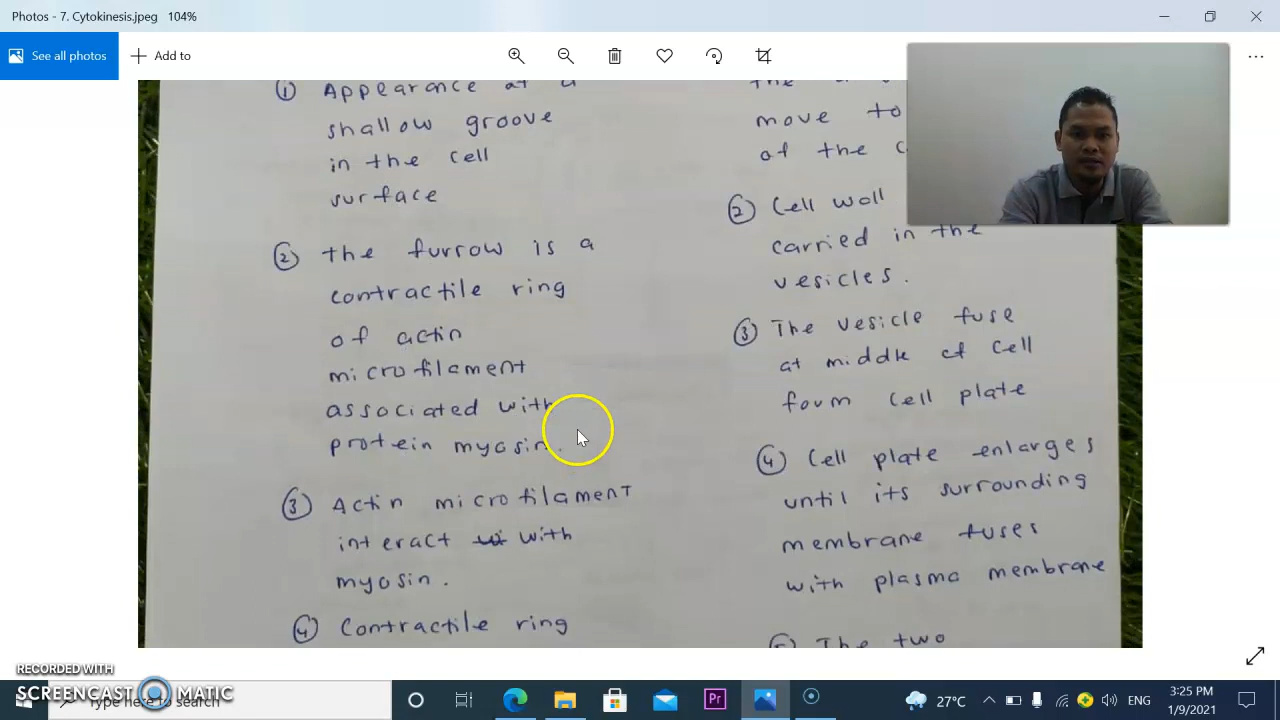 Photos - 7. Cytokinesis.jpeg 104%
See all photos
Add to
① Appearance at a
shallow groove
in the cell
surface
② the furrow is a
contractile ring
of actin
microfilament
associated with
protein myosin.
③ Actin microfilament
interact with
myosin.
④ Contractile ring
the
move to
of the
② Cell wall
carried in the
vesicles.
③ The vesicle fuse
at middle of cell
form cell plate
④ Cell plate enlarges
until its surrounding
membrane fuses
with plasma membrane
The two
RECORDED WITH
SCREENCAST MATIC
Type here to search
Pr
27°C
ENG
3:25 PM
1/9/2021